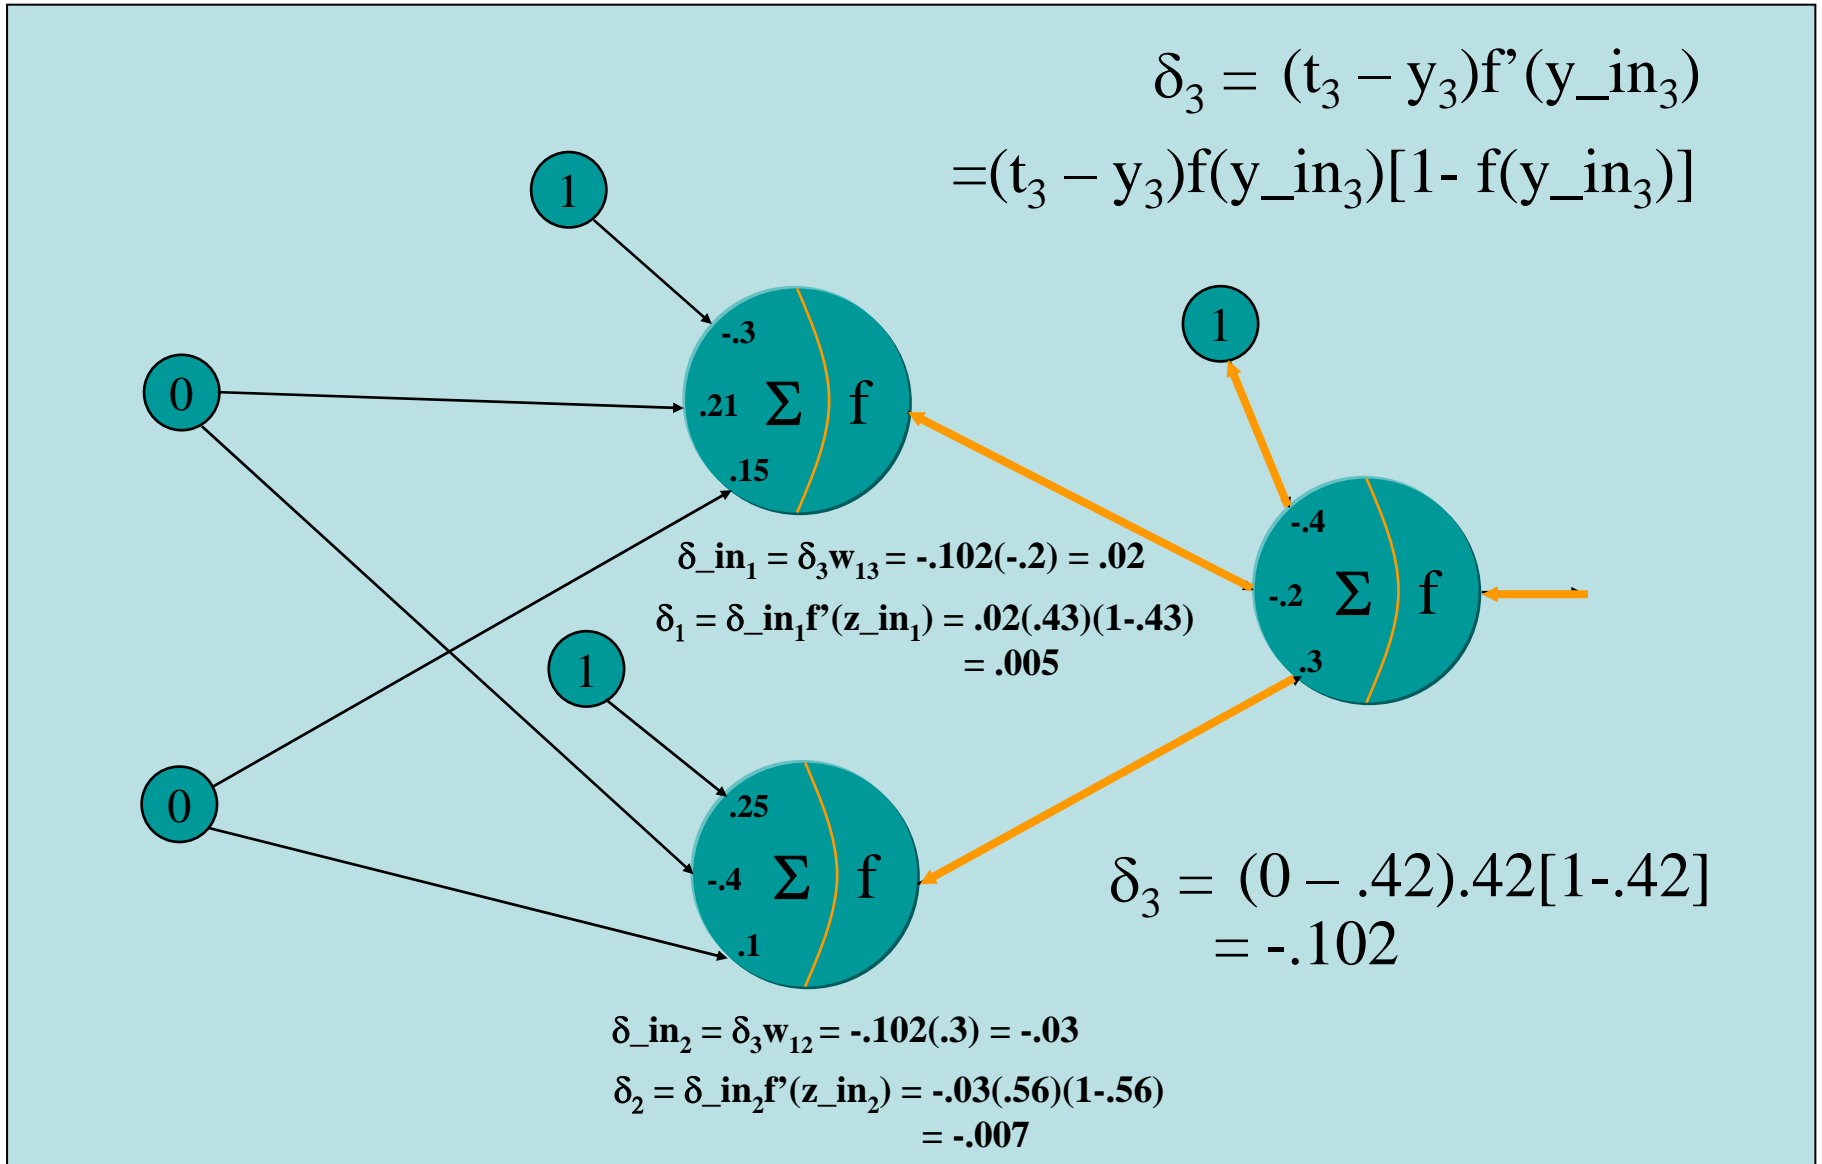 δ₃ = (t₃ – y₃)f’(y_in₃)
=(t₃ – y₃)f(y_in₃)[1- f(y_in₃)]
1
1
-.3
0
.21 Σ f
.15
-.4
δ_in₁ = δ₃w₁₃ = -.102(-.2) = .02
-.2 Σ f
δ₁ = δ_in₁f’(z_in₁) = .02(.43)(1-.43)
= .005
.3
1
0
.25
-.4 Σ f
.1
δ₃ = (0 – .42).42[1-.42]
= -.102
δ_in₂ = δ₃w₁₂ = -.102(.3) = -.03
δ₂ = δ_in₂f’(z_in₂) = -.03(.56)(1-.56)
= -.007